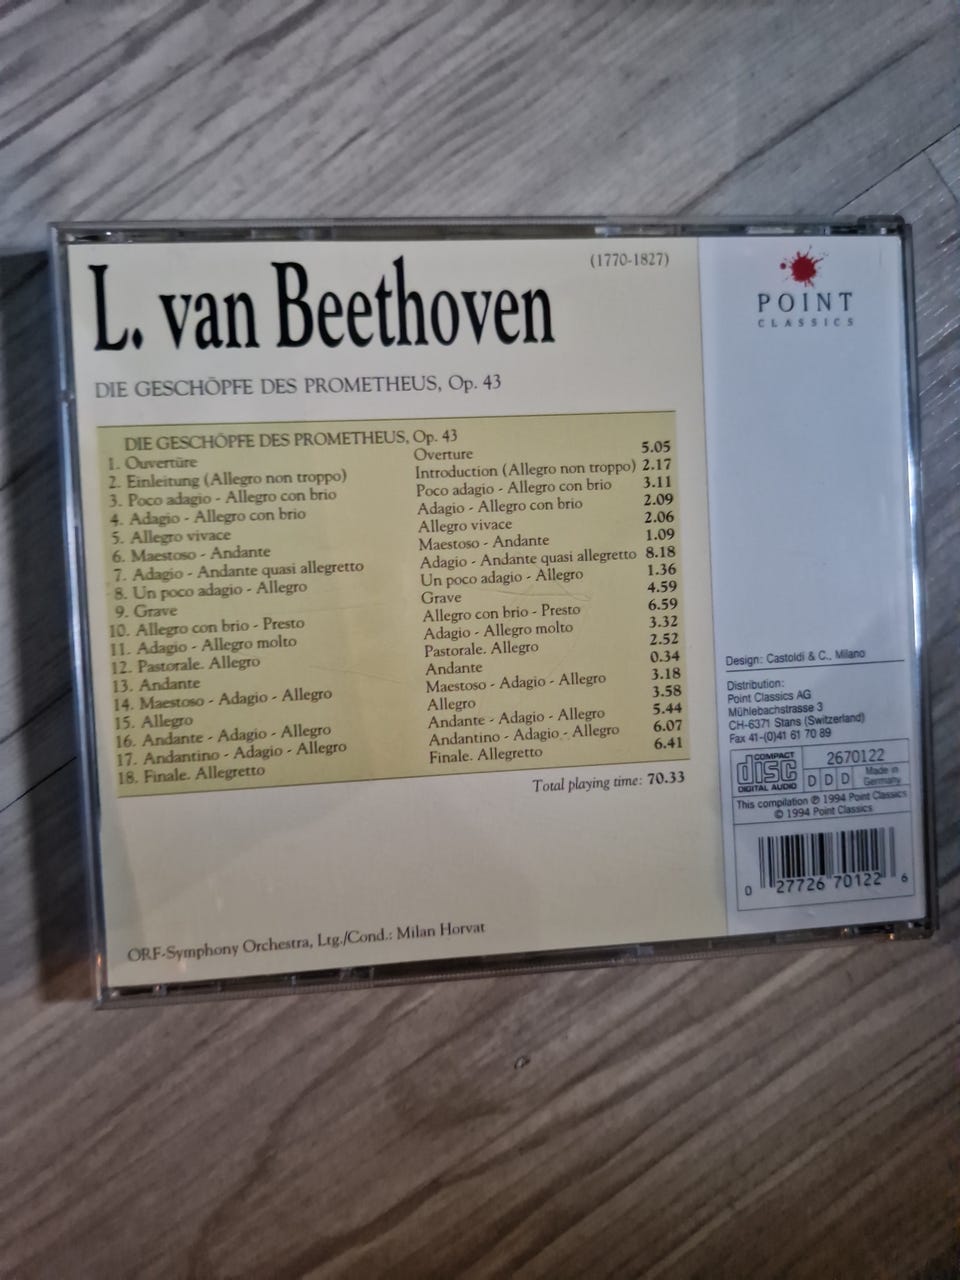 L. van Beethoven
(1770-1827)
DIE GESCHÖPFE DES PROMETHEUS, Op. 43
DIE GESCHÖPFE DES PROMETHEUS, Op. 43
1. Ouvertüre Overture 5.05
2. Einleitung (Allegro non troppo) Introduction (Allegro non troppo) 2.17
3. Poco adagio - Allegro con brio Poco adagio - Allegro con brio 3.11
4. Adagio - Allegro con brio Adagio - Allegro con brio 2.09
5. Allegro vivace Allegro vivace 2.06
6. Maestoso - Andante Maestoso - Andante 1.09
7. Adagio - Andante quasi allegretto Adagio - Andante quasi allegretto 8.18
8. Un poco adagio - Allegro Un poco adagio - Allegro 1.36
9. Grave Grave 4.59
10. Allegro con brio - Presto Allegro con brio - Presto 6.59
11. Adagio - Allegro molto Adagio - Allegro molto 3.32
12. Pastorale. Allegro Pastorale. Allegro 2.52
13. Andante Andante 0.34
14. Maestoso - Adagio - Allegro Maestoso - Adagio - Allegro 3.18
15. Allegro Allegro 3.58
16. Andante - Adagio - Allegro Andante - Adagio - Allegro 5.44
17. Andantino - Adagio - Allegro Andantino - Adagio - Allegro 6.07
18. Finale. Allegretto Finale. Allegretto 6.41
Total playing time: 70.33
ORF-Symphony Orchestra, Ltg./Cond.: Milan Horvat
POINT
CLASSICS
Design: Castoldi & C., Milano
Distribution:
Point Classics AG
Mühlebachstrasse 3
CH-6371 Stans (Switzerland)
Fax 41-(0)41 61 70 89
COMPACT
disc
DIGITAL AUDIO
2670122
D D D
Made in
Germany
This compilation ℗ 1994 Point Classics
© 1994 Point Classics
0 27726 70122 6